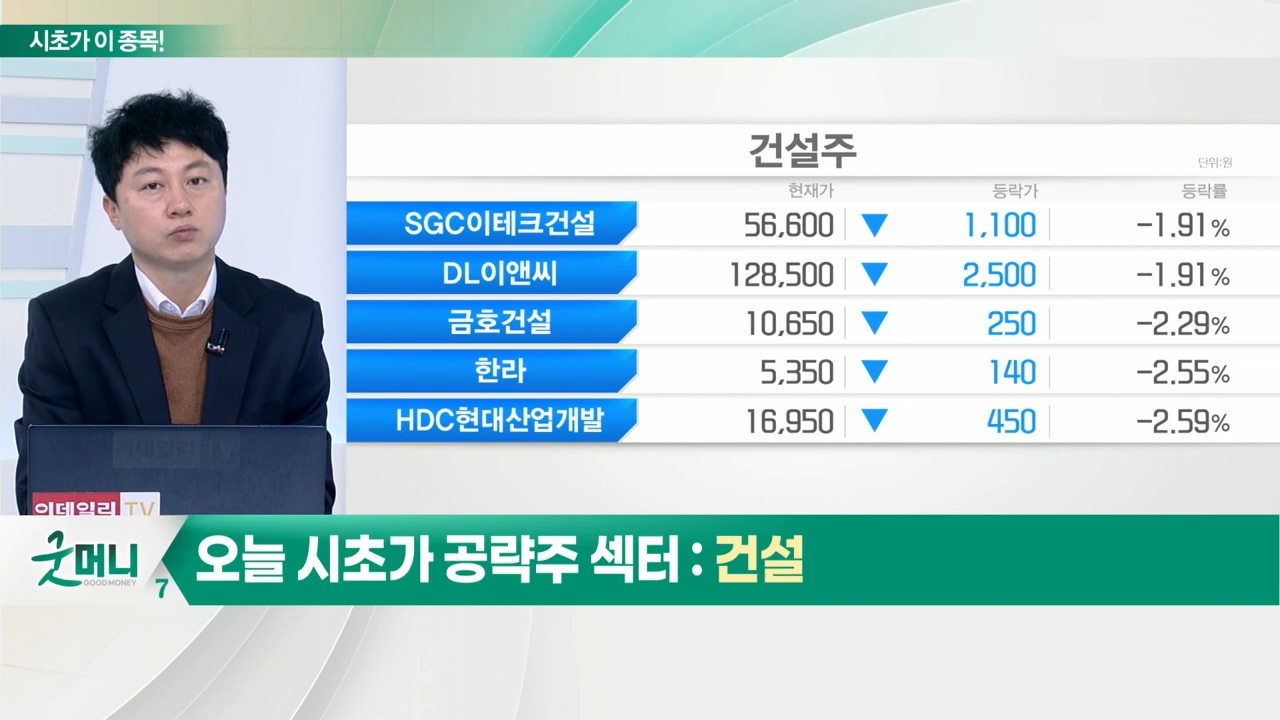 시초가 이 종목!
건설주
단위:원
현재가 등락가 등락률
SGC이테크건설 56,600 ▼ 1,100 -1.91%
DL이앤씨 128,500 ▼ 2,500 -1.91%
금호건설 10,650 ▼ 250 -2.29%
한라 5,350 ▼ 140 -2.55%
HDC현대산업개발 16,950 ▼ 450 -2.59%
이데일리TV
이데일리 TV
굿머니
GOOD MONEY
7
오늘 시초가 공략주 섹터 : 건설